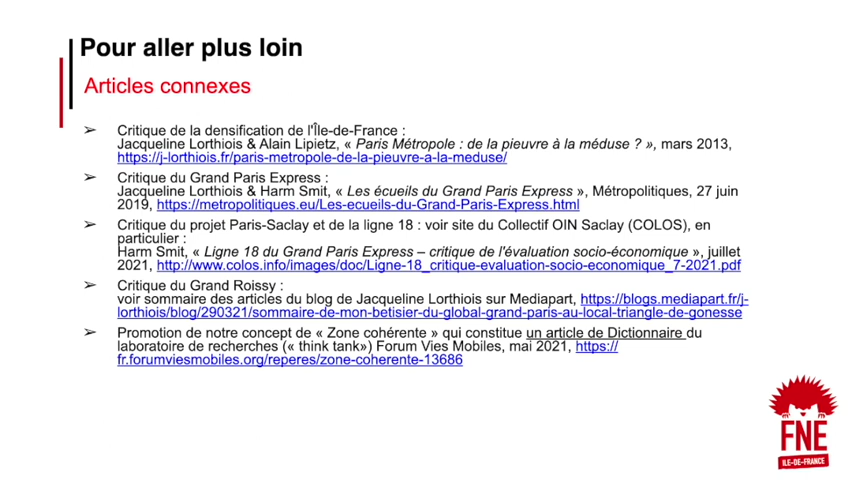 Pour aller plus loin
Articles connexes
➢ Critique de la densification de l'Île-de-France :
Jacqueline Lorthiois & Alain Lipietz, « Paris Métropole : de la pieuvre à la méduse ? », mars 2013,
https://j-lorthiois.fr/paris-metropole-de-la-pieuvre-a-la-meduse/
➢ Critique du Grand Paris Express :
Jacqueline Lorthiois & Harm Smit, « Les écueils du Grand Paris Express », Métropolitiques, 27 juin
2019, https://metropolitiques.eu/Les-ecueils-du-Grand-Paris-Express.html
➢ Critique du projet Paris-Saclay et de la ligne 18 : voir site du Collectif OIN Saclay (COLOS), en
particulier :
Harm Smit, « Ligne 18 du Grand Paris Express – critique de l'évaluation socio-économique », juillet
2021, http://www.colos.info/images/doc/Ligne-18_critique-evaluation-socio-economique_7-2021.pdf
➢ Critique du Grand Roissy :
voir sommaire des articles du blog de Jacqueline Lorthiois sur Mediapart, https://blogs.mediapart.fr/j-
lorthiois/blog/290321/sommaire-de-mon-betisier-du-global-grand-paris-au-local-triangle-de-gonesse
➢ Promotion de notre concept de « Zone cohérente » qui constitue un article de Dictionnaire du
laboratoire de recherches (« think tank») Forum Vies Mobiles, mai 2021, https://
fr.forumviesmobiles.org/reperes/zone-coherente-13686
FNE
ILE-DE-FRANCE